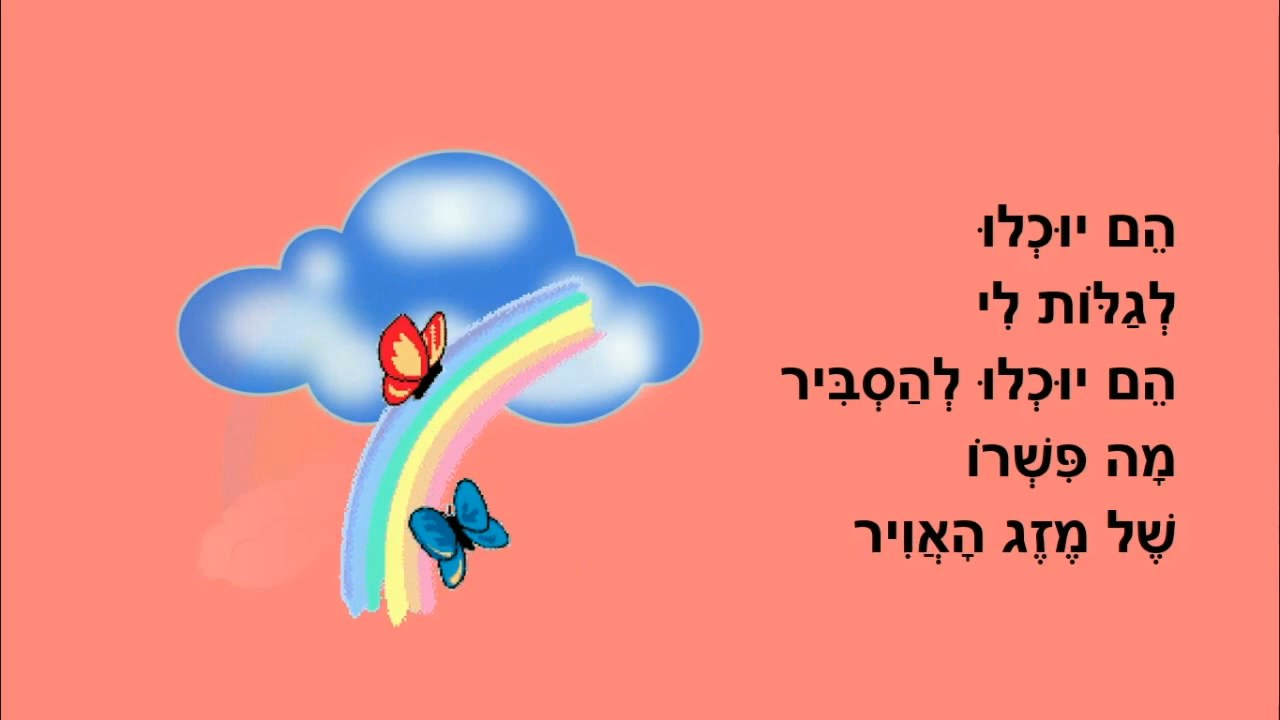 הֵם יוּכְלוּ
לְגַלּוֹת לִי
הֵם יוּכְלוּ לְהַסְבִּיר
מָה פִּשְׁרוֹ
שֶׁל מֶזֶג הָאֲוִיר